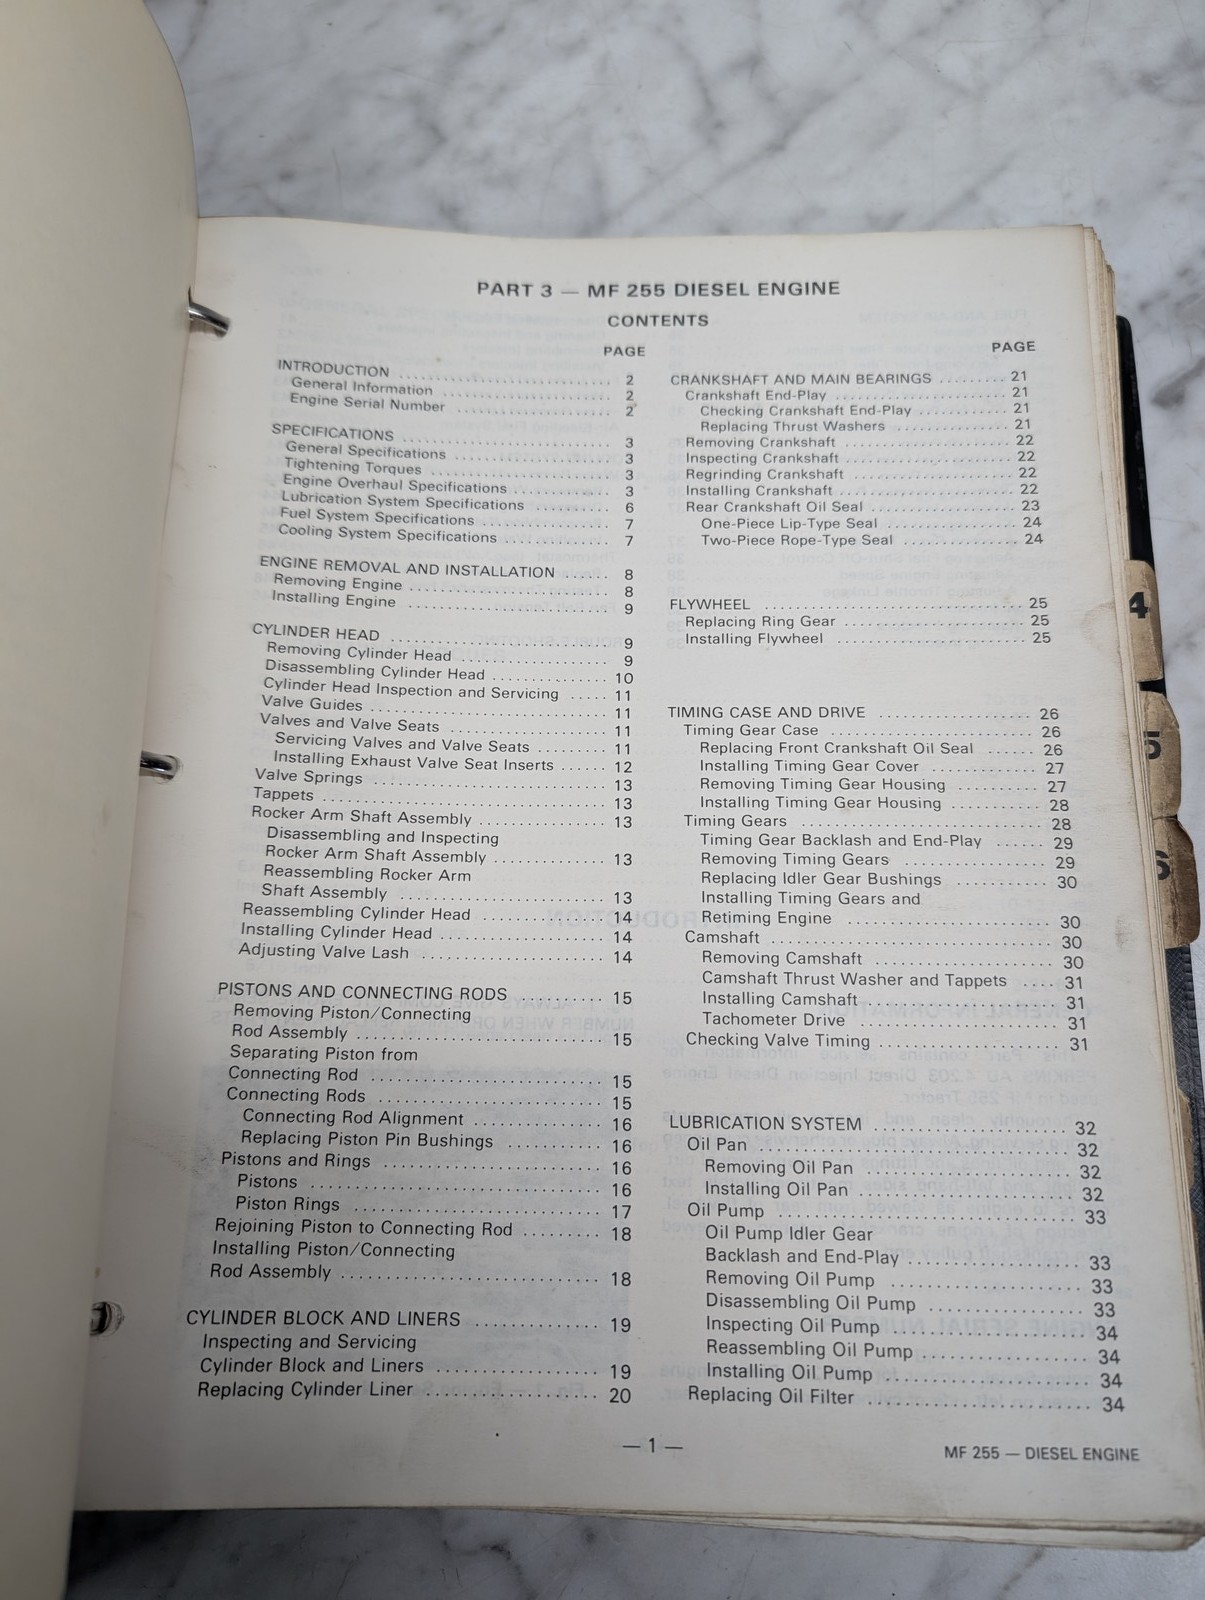 PART 3 — MF 255 DIESEL ENGINE
CONTENTS
PAGE
INTRODUCTION .......... 2
General Information .......... 2
Engine Serial Number .......... 2
SPECIFICATIONS .......... 3
General Specifications .......... 3
Tightening Torques .......... 3
Engine Overhaul Specifications .......... 3
Lubrication System Specifications .......... 6
Fuel System Specifications .......... 7
Cooling System Specifications .......... 7
ENGINE REMOVAL AND INSTALLATION ...... 8
Removing Engine .......... 8
Installing Engine .......... 9
CYLINDER HEAD .......... 9
Removing Cylinder Head .......... 9
Disassembling Cylinder Head .......... 10
Cylinder Head Inspection and Servicing ..... 11
Valve Guides .......... 11
Valves and Valve Seats .......... 11
Servicing Valves and Valve Seats ......... 11
Installing Exhaust Valve Seat Inserts ...... 12
Valve Springs .......... 13
Tappets .......... 13
Rocker Arm Shaft Assembly .......... 13
Disassembling and Inspecting
Rocker Arm Shaft Assembly .......... 13
Reassembling Rocker Arm
Shaft Assembly .......... 13
Reassembling Cylinder Head .......... 14
Installing Cylinder Head .......... 14
Adjusting Valve Lash .......... 14
PISTONS AND CONNECTING RODS .......... 15
Removing Piston/Connecting
Rod Assembly .......... 15
Separating Piston from
Connecting Rod .......... 15
Connecting Rods .......... 15
Connecting Rod Alignment .......... 16
Replacing Piston Pin Bushings .......... 16
Pistons and Rings .......... 16
Pistons .......... 16
Piston Rings .......... 17
Rejoining Piston to Connecting Rod ......... 18
Installing Piston/Connecting
Rod Assembly .......... 18
CYLINDER BLOCK AND LINERS .......... 19
Inspecting and Servicing
Cylinder Block and Liners .......... 19
Replacing Cylinder Liner .......... 20
PAGE
CRANKSHAFT AND MAIN BEARINGS ......... 21
Crankshaft End-Play .......... 21
Checking Crankshaft End-Play .......... 21
Replacing Thrust Washers .......... 21
Removing Crankshaft .......... 22
Inspecting Crankshaft .......... 22
Regrinding Crankshaft .......... 22
Installing Crankshaft .......... 22
Rear Crankshaft Oil Seal .......... 23
One-Piece Lip-Type Seal .......... 24
Two-Piece Rope-Type Seal .......... 24
FLYWHEEL .......... 25
Replacing Ring Gear .......... 25
Installing Flywheel .......... 25
TIMING CASE AND DRIVE .......... 26
Timing Gear Case .......... 26
Replacing Front Crankshaft Oil Seal ...... 26
Installing Timing Gear Cover .......... 27
Removing Timing Gear Housing .......... 27
Installing Timing Gear Housing .......... 28
Timing Gears .......... 28
Timing Gear Backlash and End-Play ...... 29
Removing Timing Gears .......... 29
Replacing Idler Gear Bushings .......... 30
Installing Timing Gears and
Retiming Engine .......... 30
Camshaft .......... 30
Removing Camshaft .......... 30
Camshaft Thrust Washer and Tappets .... 31
Installing Camshaft .......... 31
Tachometer Drive .......... 31
Checking Valve Timing .......... 31
LUBRICATION SYSTEM .......... 32
Oil Pan .......... 32
Removing Oil Pan .......... 32
Installing Oil Pan .......... 32
Oil Pump .......... 33
Oil Pump Idler Gear
Backlash and End-Play .......... 33
Removing Oil Pump .......... 33
Disassembling Oil Pump .......... 33
Inspecting Oil Pump .......... 34
Reassembling Oil Pump .......... 34
Installing Oil Pump .......... 34
Replacing Oil Filter .......... 34
— 1 —
MF 255 — DIESEL ENGINE
4
5
6